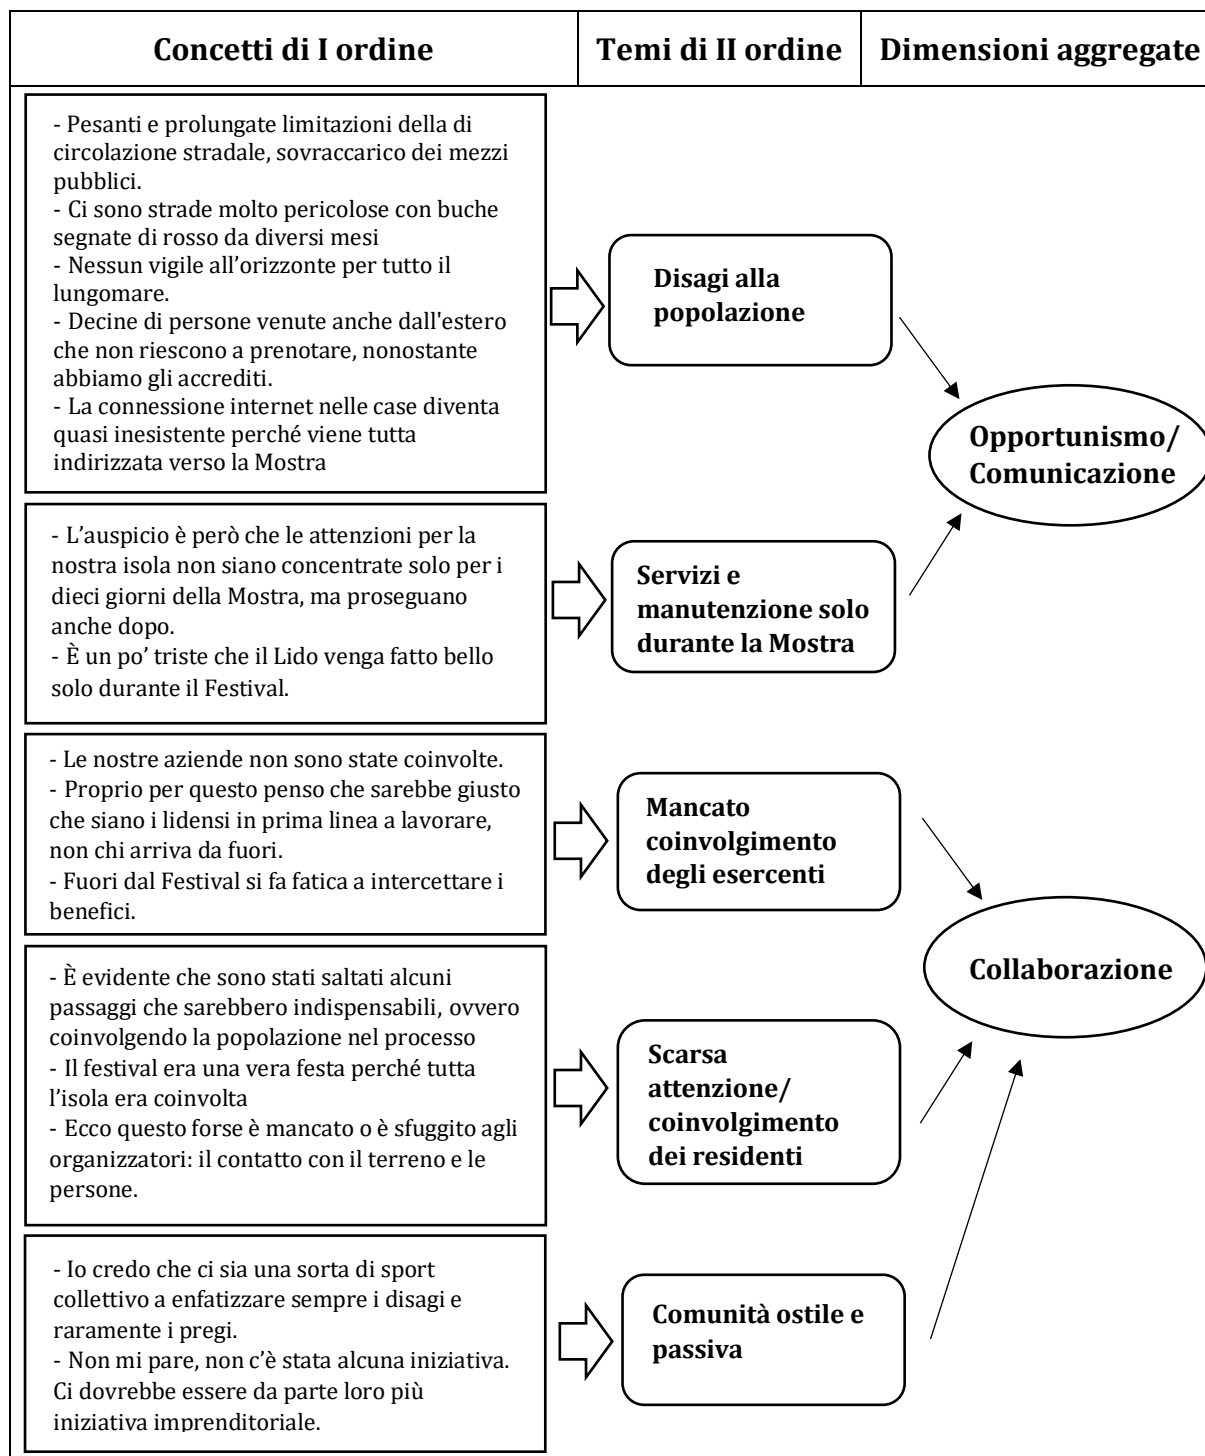 Concetti di I ordine
Temi di II ordine
Dimensioni aggregate
- Pesanti e prolungate limitazioni della di
circolazione stradale, sovraccarico dei mezzi
pubblici.
- Ci sono strade molto pericolose con buche
segnate di rosso da diversi mesi
- Nessun vigile all’orizzonte per tutto il
lungomare.
- Decine di persone venute anche dall'estero
che non riescono a prenotare, nonostante
abbiamo gli accrediti.
- La connessione internet nelle case diventa
quasi inesistente perché viene tutta
indirizzata verso la Mostra
Disagi alla
popolazione
Opportunismo/
Comunicazione
- L’auspicio è però che le attenzioni per la
nostra isola non siano concentrate solo per i
dieci giorni della Mostra, ma proseguano
anche dopo.
- È un po’ triste che il Lido venga fatto bello
solo durante il Festival.
Servizi e
manutenzione solo
durante la Mostra
- Le nostre aziende non sono state coinvolte.
- Proprio per questo penso che sarebbe giusto
che siano i lidensi in prima linea a lavorare,
non chi arriva da fuori.
- Fuori dal Festival si fa fatica a intercettare i
benefici.
Mancato
coinvolgimento
degli esercenti
Collaborazione
- È evidente che sono stati saltati alcuni
passaggi che sarebbero indispensabili, ovvero
coinvolgendo la popolazione nel processo
- Il festival era una vera festa perché tutta
l’isola era coinvolta
- Ecco questo forse è mancato o è sfuggito agli
organizzatori: il contatto con il terreno e le
persone.
Scarsa
attenzione/
coinvolgimento
dei residenti
- Io credo che ci sia una sorta di sport
collettivo a enfatizzare sempre i disagi e
raramente i pregi.
- Non mi pare, non c’è stata alcuna iniziativa.
Ci dovrebbe essere da parte loro più
iniziativa imprenditoriale.
Comunità ostile e
passiva